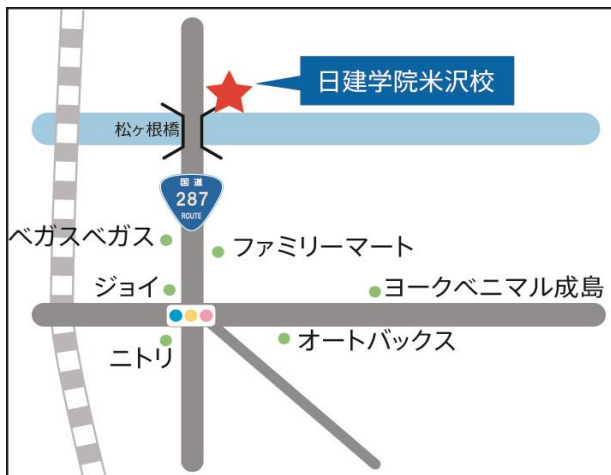 日建学院米沢校
松ヶ根橋
国道
287
ROUTE
ベガスベガス
ファミリーマート
ジョイ
ヨークベニマル成島
ニトリ
オートバックス